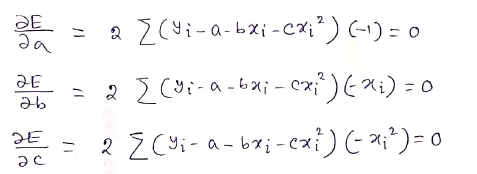 ∂E/∂a = 2 Σ(yi - a - bxi - cxi²) (-1) = 0
∂E/∂b = 2 Σ(yi - a - bxi - cxi²) (-xi) = 0
∂E/∂c = 2 Σ(yi - a - bxi - cxi²) (-xi²) = 0